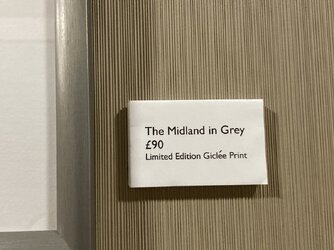 The Midland in Grey
£90
Limited Edition Giclée Print